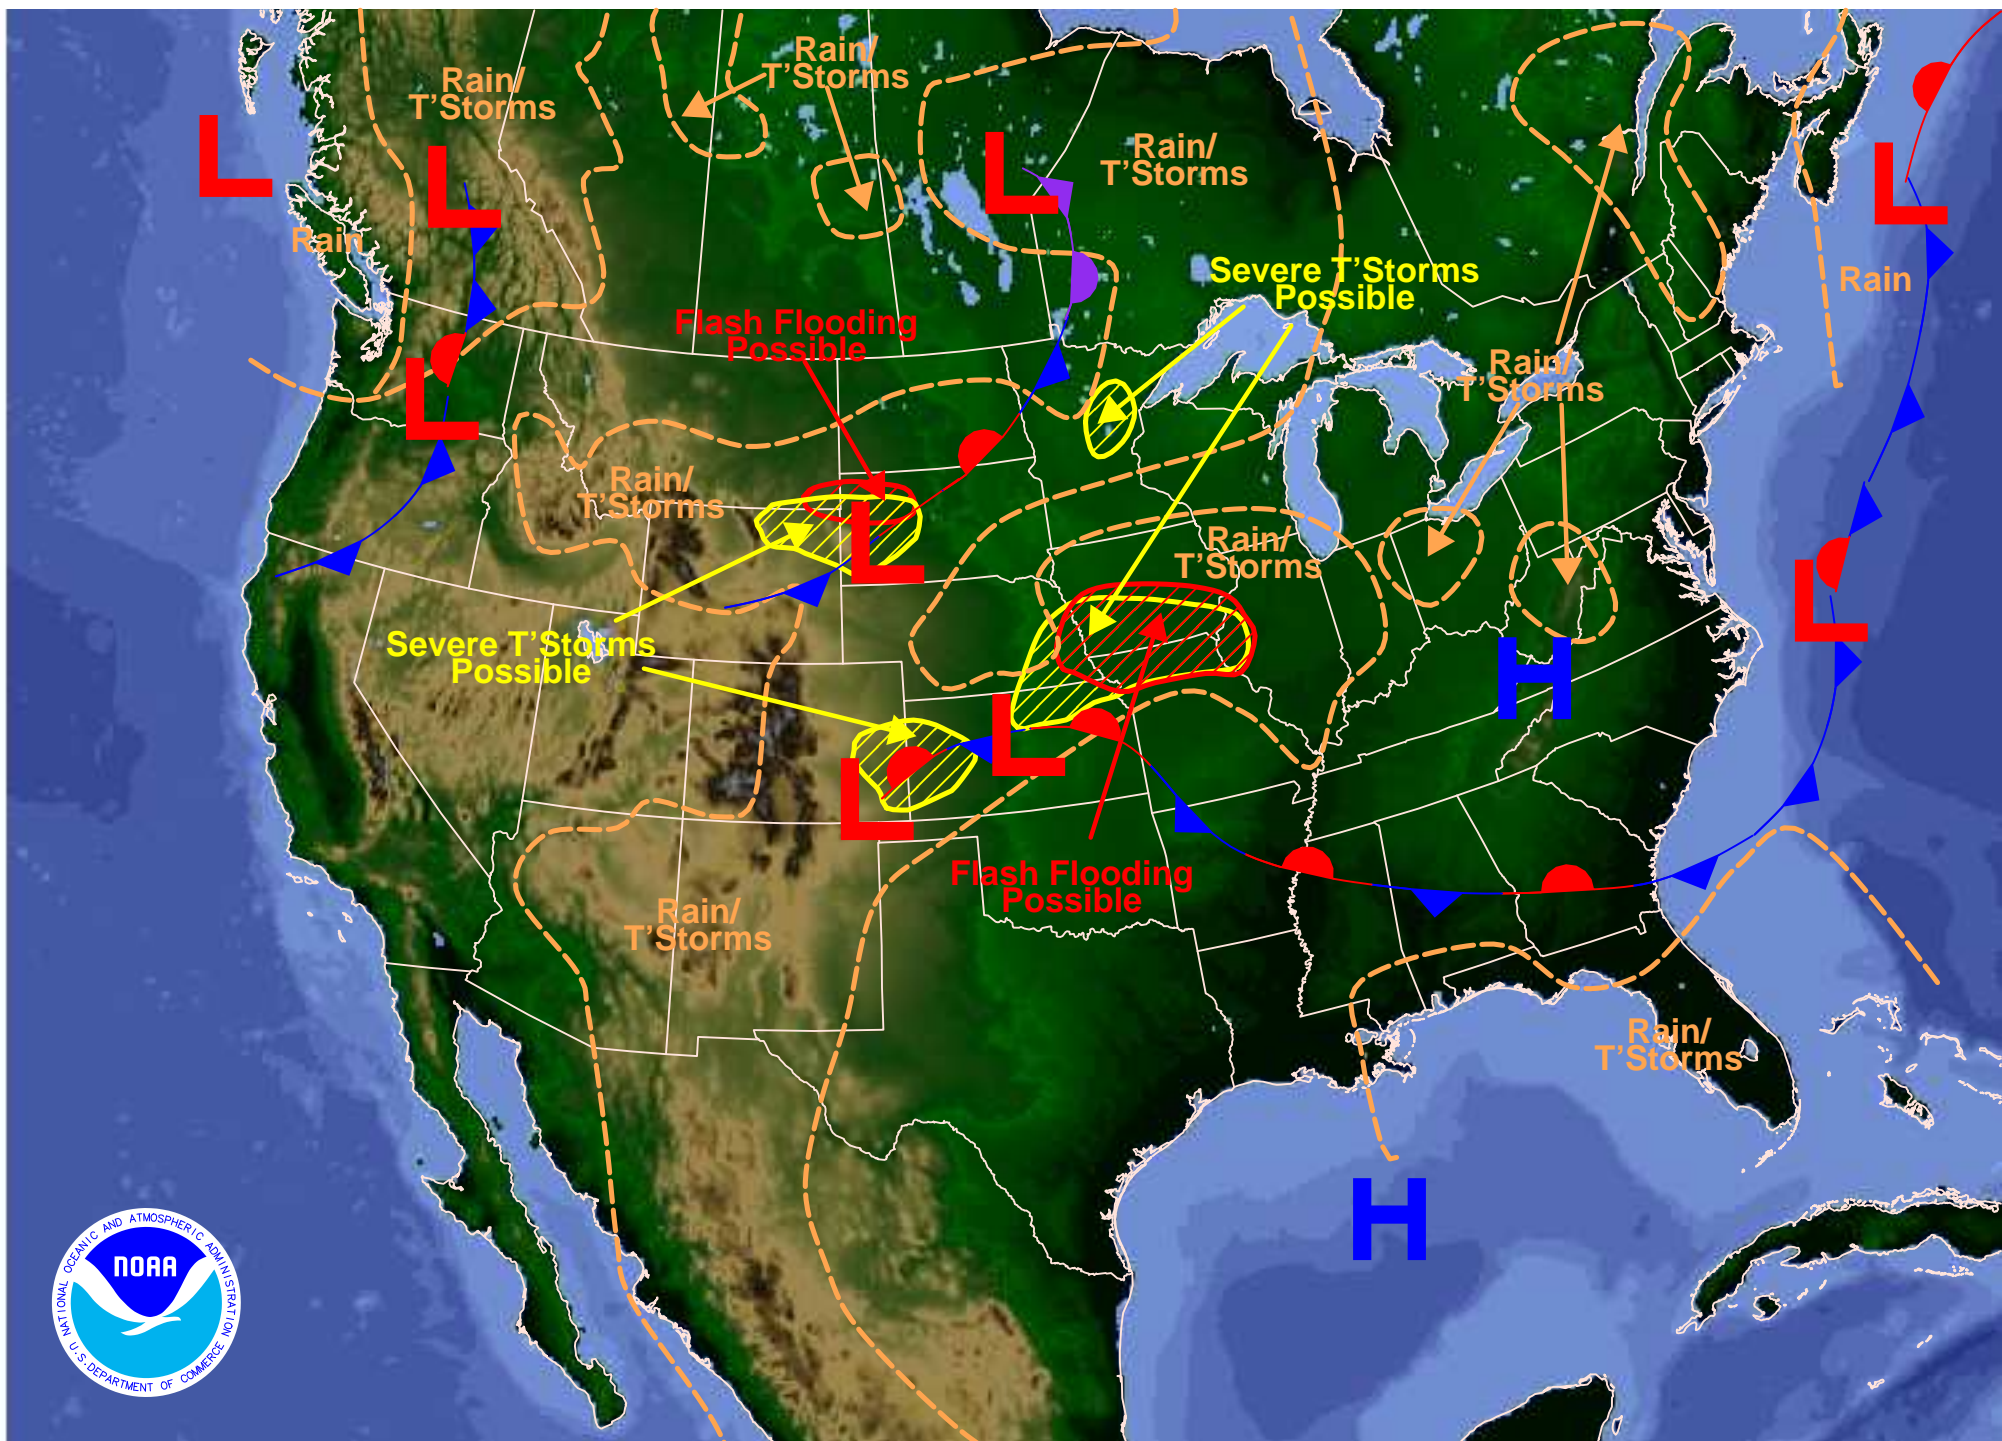 Rain/
T'Storms
Rain/
T'Storms
L
L
L
Rain/
T'Storms
L
Rain
Severe T'Storms
Possible
Rain
Flash Flooding
Possible
Rain/
T'Storms
L
Rain/
T'Storms
L
Rain/
T'Storms
L
Severe T'Storms
Possible
H
L
L
Flash Flooding
Possible
Rain/
T'Storms
Rain/
T'Storms
H
NATIONAL OCEANIC AND ATMOSPHERIC ADMINISTRATION
NOAA
U.S. DEPARTMENT OF COMMERCE